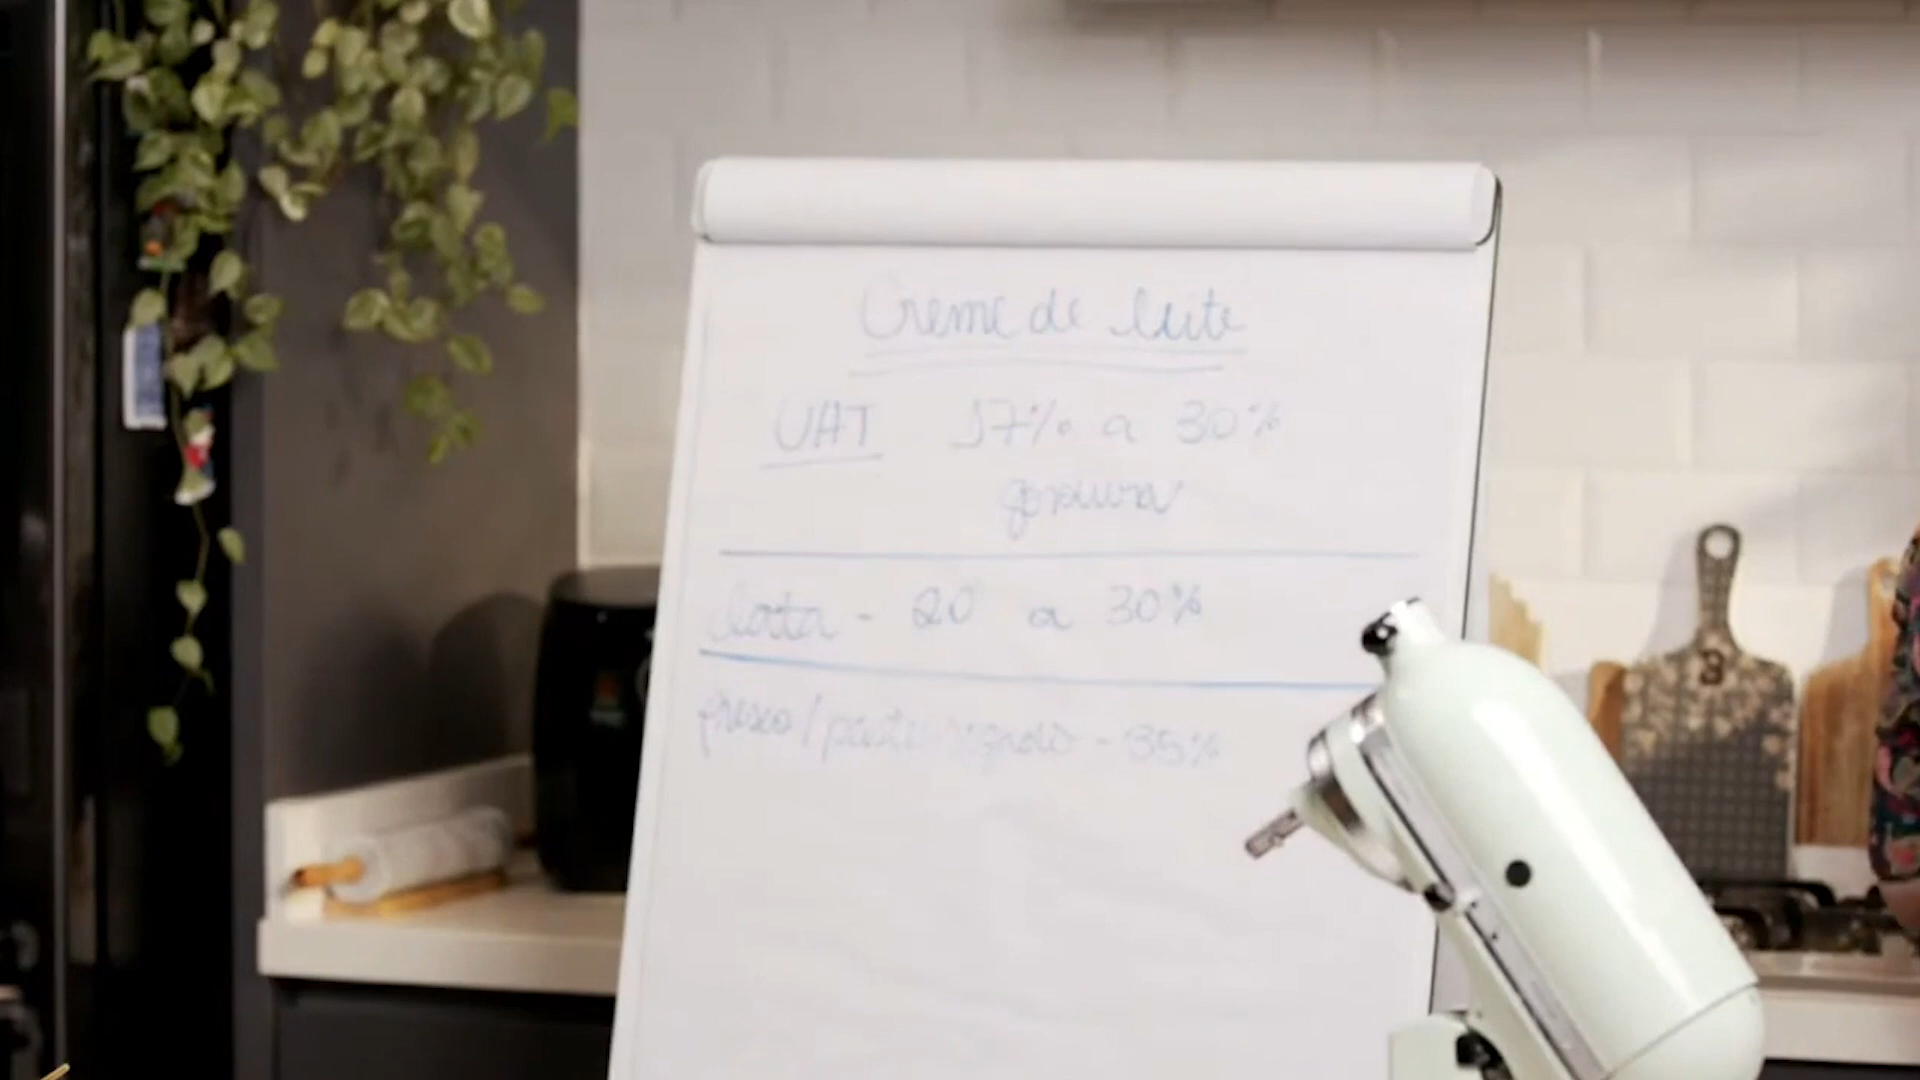 Creme de leite
UHT 17% a 30%
gordura
lata - 20 a 30%
fresco/pasteurizado - 35%